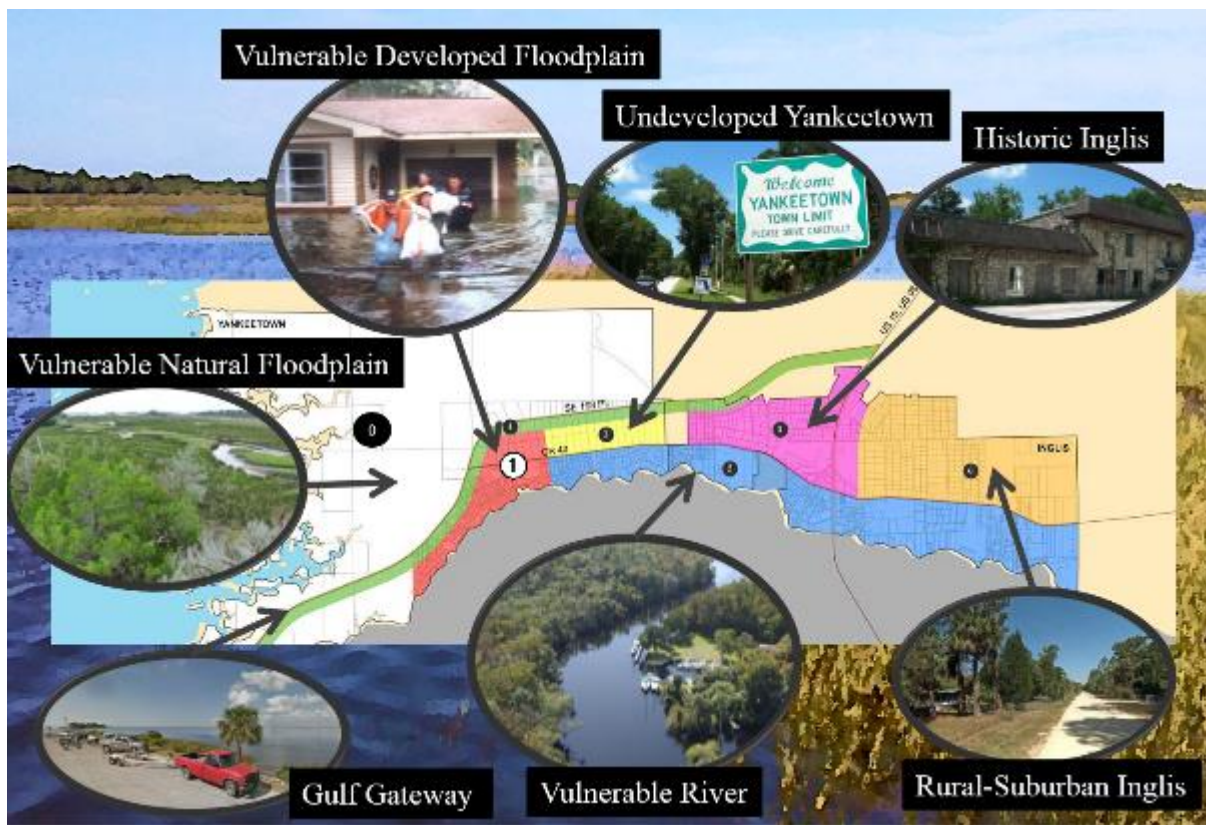 Vulnerable Developed Floodplain
Undeveloped Yankeetown
Historic Inglis
Welcome
YANKEETOWN
TOWN LIMIT
PLEASE DRIVE CAREFULLY
YANKEETOWN
Vulnerable Natural Floodplain
0
1
INGLIS
Gulf Gateway
Vulnerable River
Rural-Suburban Inglis